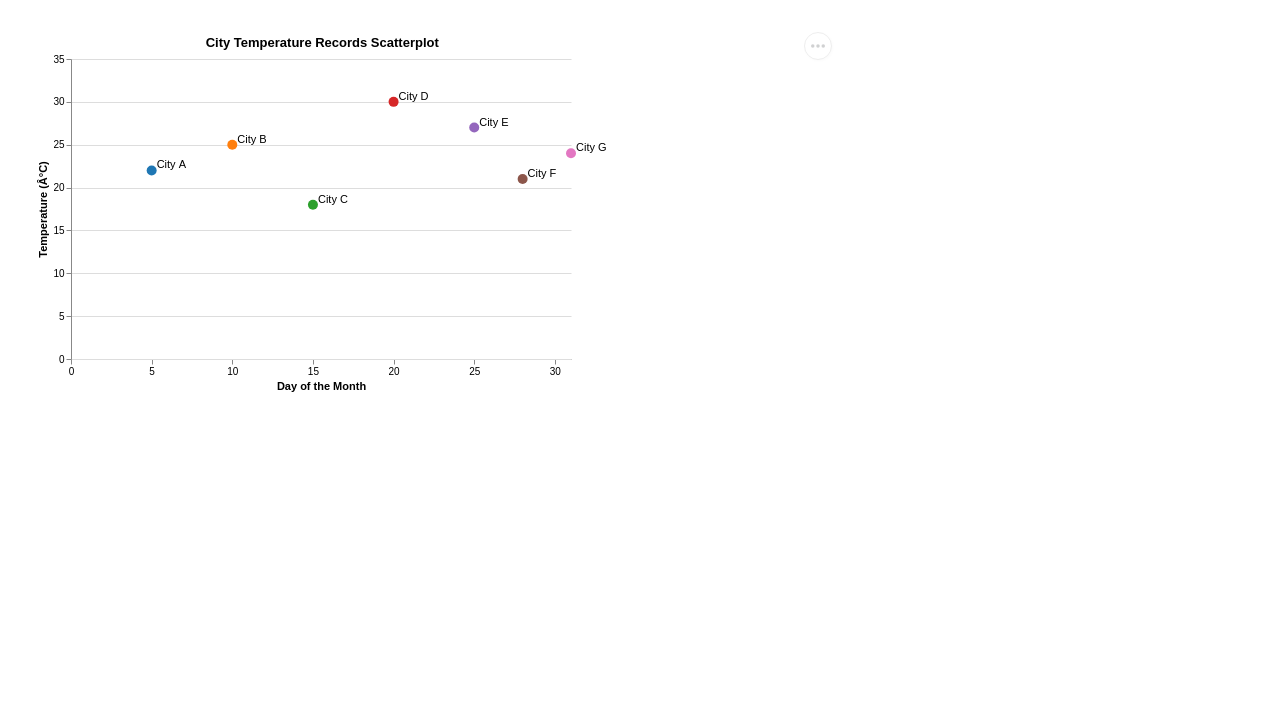 City Temperature Records Scatterplot
35
30
25
20
15
10
5
0
Temperature (Â°C)
City A
City B
City C
City D
City E
City F
City G
0 5 10 15 20 25 30
Day of the Month